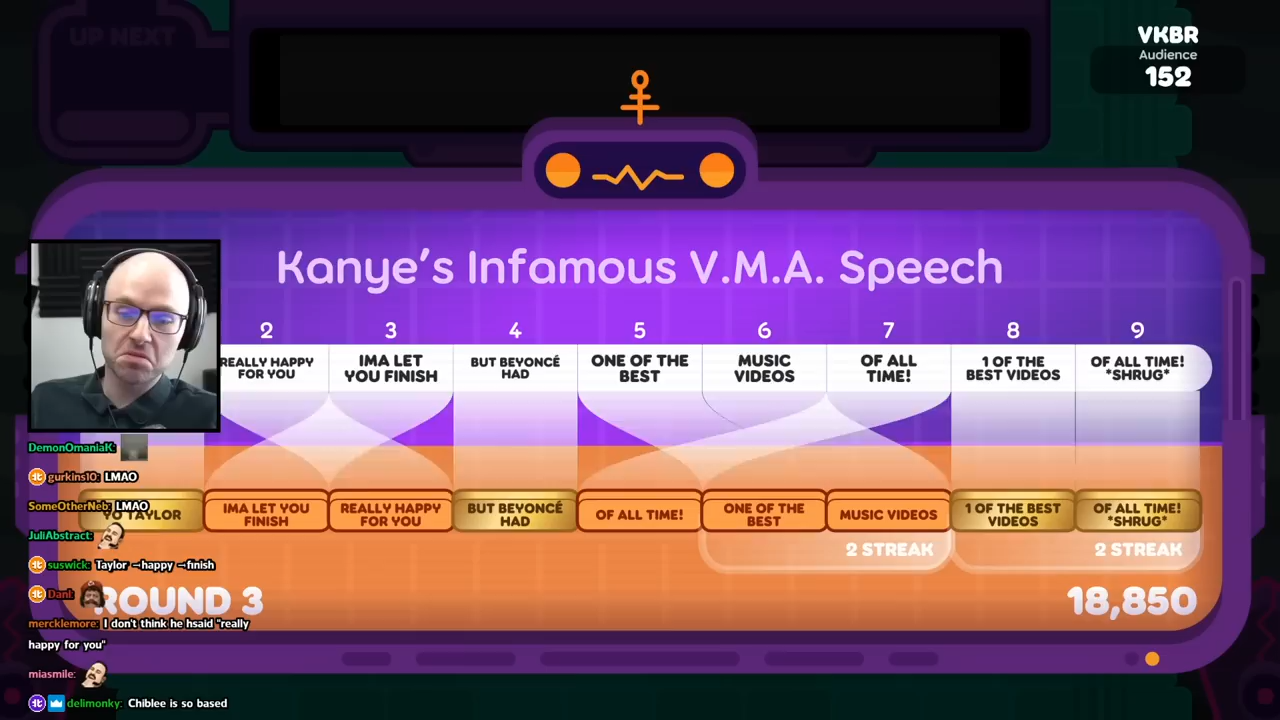 UP NEXT
VKBR
Audience
152
Kanye's Infamous V.M.A. Speech
2 3 4 5 6 7 8 9
REALLY HAPPY
FOR YOU
IMA LET
YOU FINISH
BUT BEYONCÉ
HAD
ONE OF THE
BEST
MUSIC
VIDEOS
OF ALL
TIME!
1 OF THE
BEST VIDEOS
OF ALL TIME!
*SHRUG*
YO TAYLOR
IMA LET YOU
FINISH
REALLY HAPPY
FOR YOU
BUT BEYONCÉ
HAD
OF ALL TIME!
ONE OF THE
BEST
MUSIC VIDEOS
1 OF THE BEST
VIDEOS
OF ALL TIME!
*SHRUG*
2 STREAK
2 STREAK
ROUND 3
18,850
DemonOmaniaK:
gurkins10: LMAO
SomeOtherNeb: LMAO
JuliAbstract:
suswick: Taylor →happy →finish
Danl:
mercklemore: I don't think he hsaid "really
happy for you"
miasmile:
delimonky: Chiblee is so based